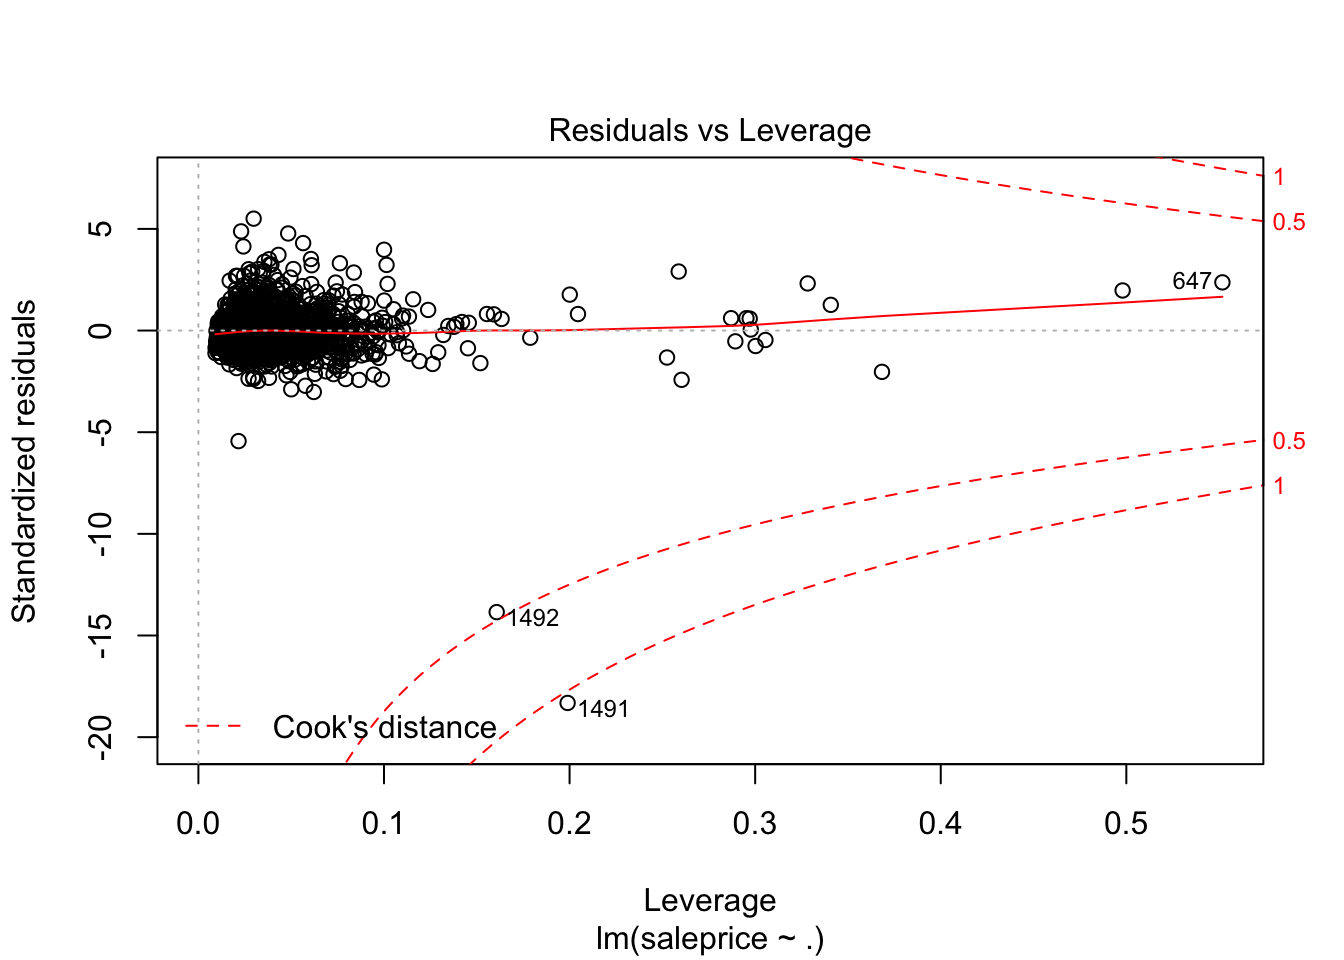 Residuals vs Leverage
Standardized residuals
5
0
-5
-10
-15
-20
1
0.5
647
0.5
1
1492
1491
Cook's distance
0.0 0.1 0.2 0.3 0.4 0.5
Leverage
lm(saleprice ~ .)